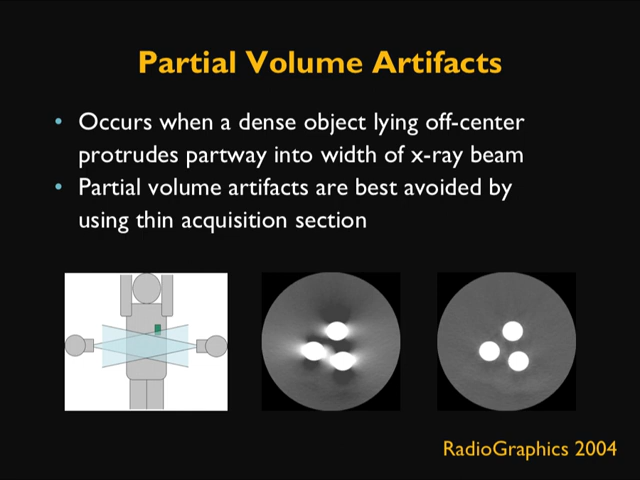 Partial Volume Artifacts
• Occurs when a dense object lying off-center
protrudes partway into width of x-ray beam
• Partial volume artifacts are best avoided by
using thin acquisition section
RadioGraphics 2004